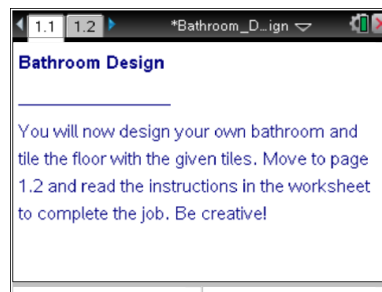 1.1 1.2 *Bathroom_D...ign
Bathroom Design
You will now design your own bathroom and
tile the floor with the given tiles. Move to page
1.2 and read the instructions in the worksheet
to complete the job. Be creative!